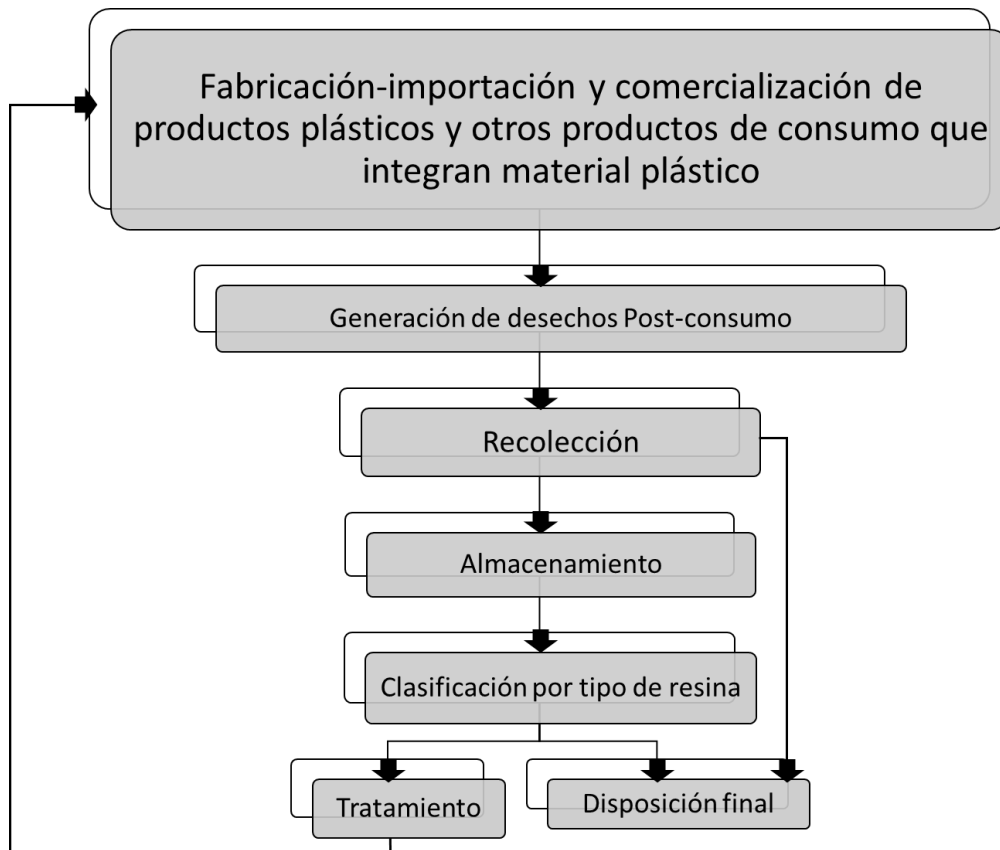 Fabricación-importación y comercialización de
productos plásticos y otros productos de consumo que
integran material plástico
Generación de desechos Post-consumo
Recolección
Almacenamiento
Clasificación por tipo de resina
Tratamiento
Disposición final